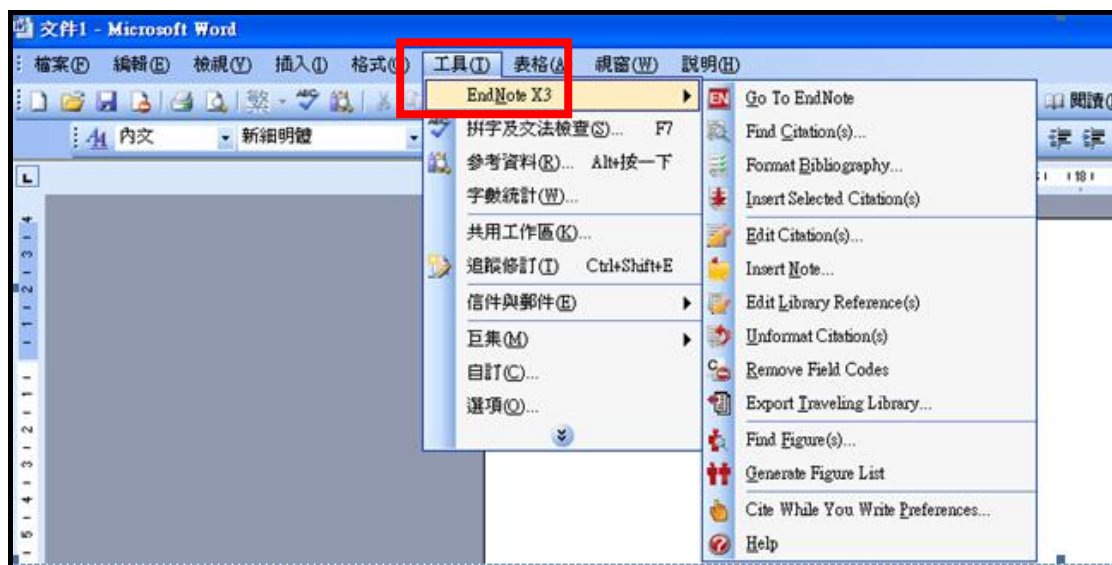 文件1 - Microsoft Word
檔案(F) 編輯(E) 檢視(V) 插入(I) 格式(O) 工具(T) 表格(A) 視窗(W) 說明(H)
閱讀(
內文 新細明體
EndNote X3
拼字及文法檢查(S)... F7
參考資料(R)... Alt+按一下
字數統計(W)...
共用工作區(K)...
追蹤修訂(T) Ctrl+Shift+E
信件與郵件(E)
巨集(M)
自訂(C)...
選項(O)...
Go To EndNote
Find Citation(s)...
Format Bibliography...
Insert Selected Citation(s)
Edit Citation(s)...
Insert Note...
Edit Library Reference(s)
Unformat Citation(s)
Remove Field Codes
Export Traveling Library...
Find Figure(s)...
Generate Figure List
Cite While You Write Preferences...
Help